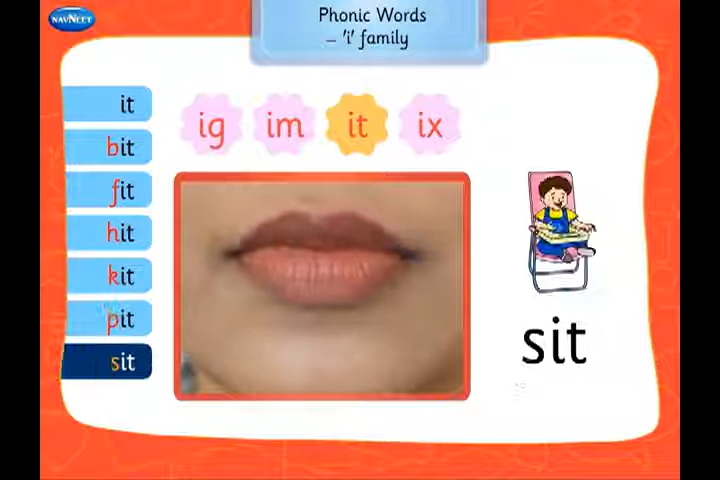 NAVNEET
Phonic Words
– 'i' family
ig im it ix
it
bit
fit
hit
kit
pit
sit
sit